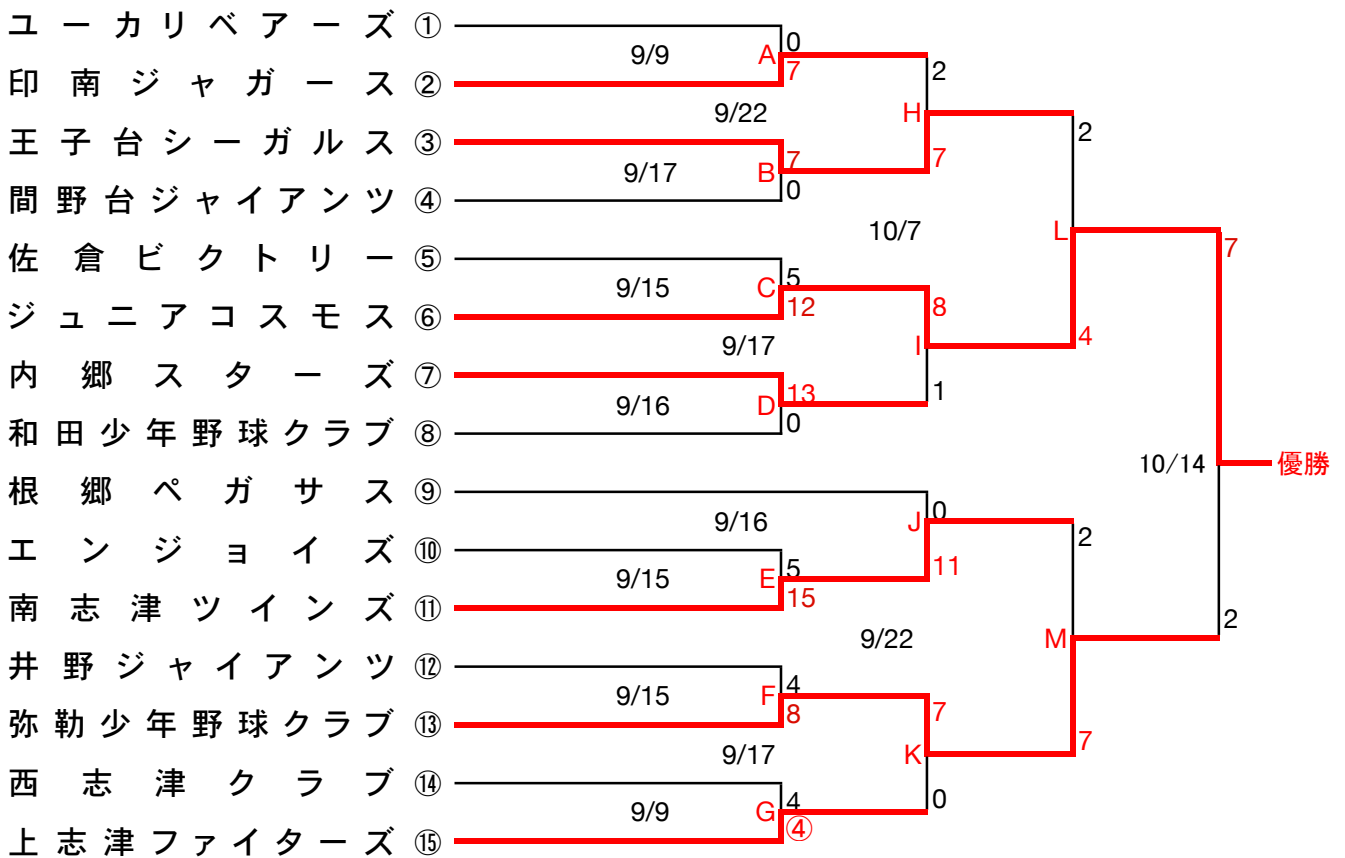 ユーカリベアーズ ①
0
9/9 A
7
2
印南ジャガース ②
9/22 H
王子台シーガルス ③
2
7 7
9/17 B
0
間野台ジャイアンツ ④
10/7 L
7
佐倉ビクトリー ⑤
5
9/15 C
12 8
ジュニアコスモス ⑥
4
9/17 I
内郷スターズ ⑦
13 1
9/16 D
0
和田少年野球クラブ ⑧
10/14 優勝
根郷ペガサス ⑨
0
9/16 J
2
エンジョイズ ⑩
5 11
9/15 E
15
南志津ツインズ ⑪
2
9/22 M
井野ジャイアンツ ⑫
4
9/15 F
8 7
弥勒少年野球クラブ ⑬
7
9/17 K
西志津クラブ ⑭
4 0
9/9 G
④
上志津ファイターズ ⑮